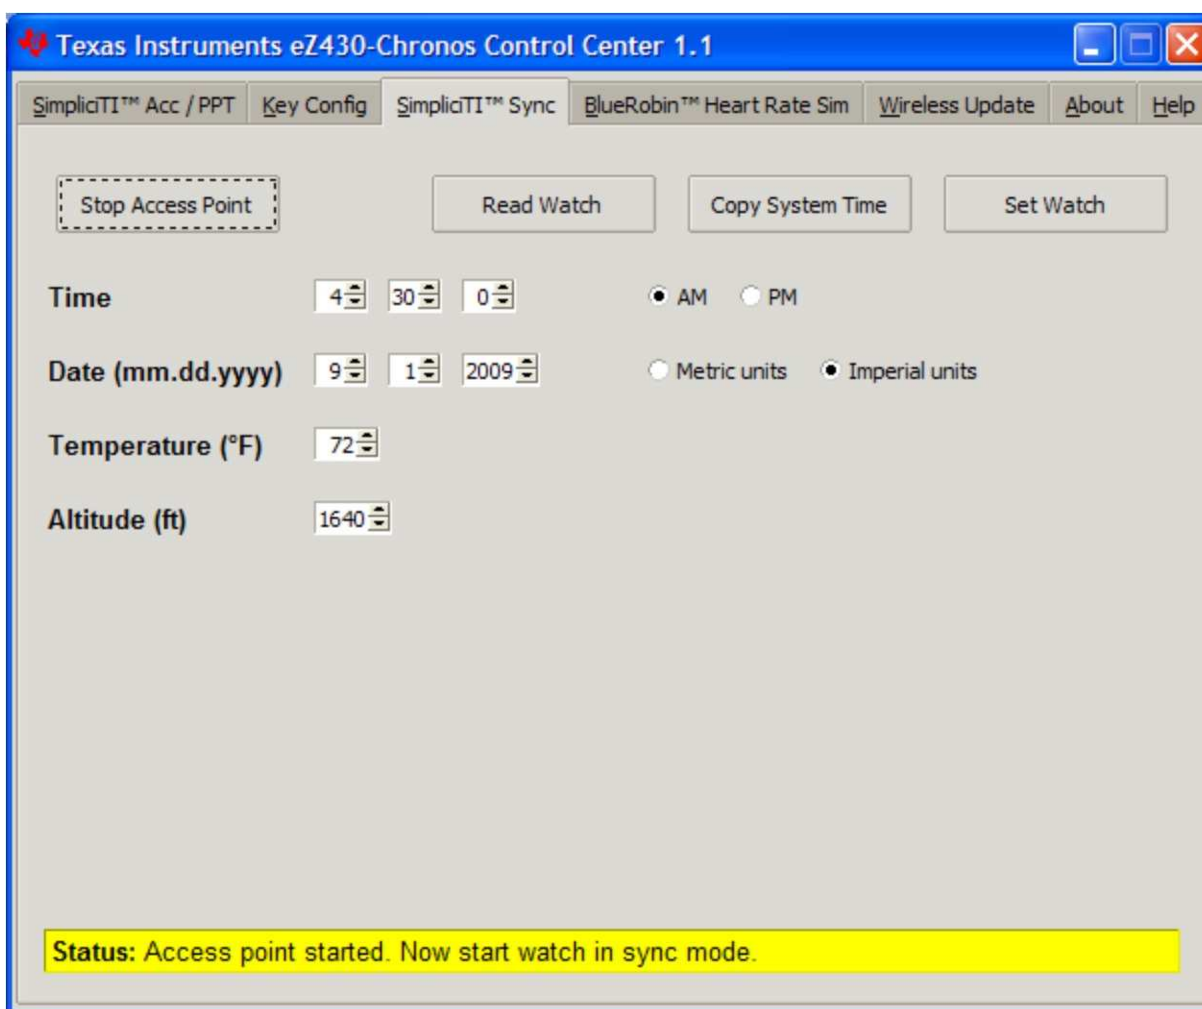 Texas Instruments eZ430-Chronos Control Center 1.1
SimpliciTI™ Acc / PPT Key Config SimpliciTI™ Sync BlueRobin™ Heart Rate Sim Wireless Update About Help
Stop Access Point Read Watch Copy System Time Set Watch
Time 4 30 0 AM PM
Date (mm.dd.yyyy) 9 1 2009 Metric units Imperial units
Temperature (°F) 72
Altitude (ft) 1640
Status: Access point started. Now start watch in sync mode.